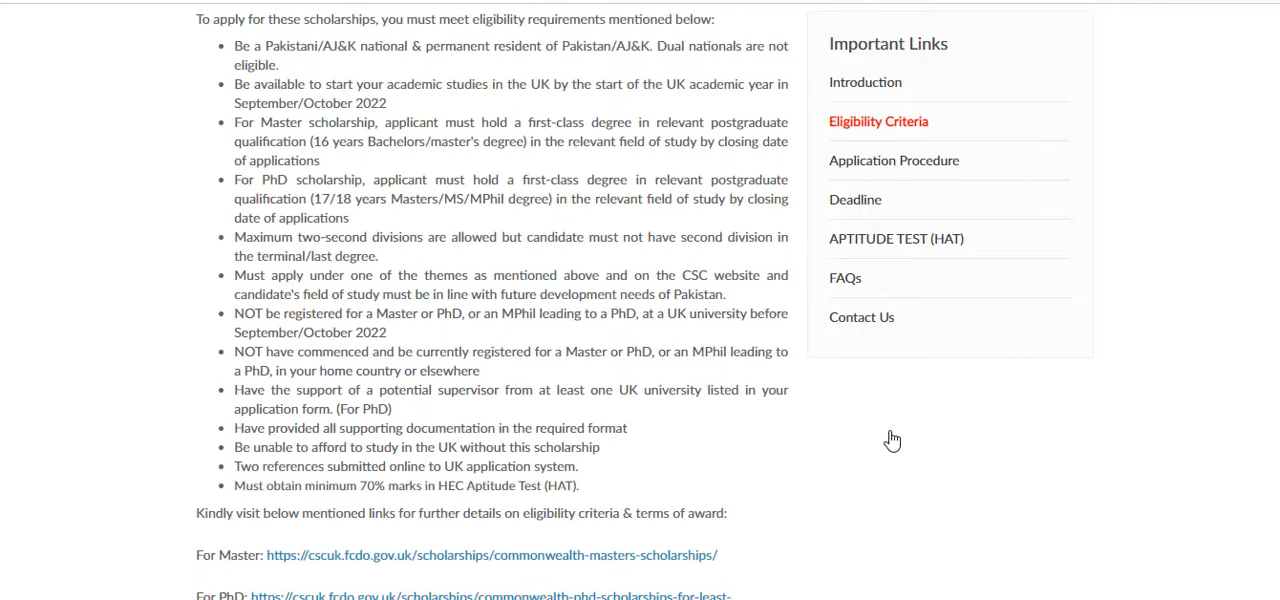 To apply for these scholarships, you must meet eligibility requirements mentioned below:
• Be a Pakistani/AJ&K national & permanent resident of Pakistan/AJ&K. Dual nationals are not
eligible.
• Be available to start your academic studies in the UK by the start of the UK academic year in
September/October 2022
• For Master scholarship, applicant must hold a first-class degree in relevant postgraduate
qualification (16 years Bachelors/master's degree) in the relevant field of study by closing date
of applications
• For PhD scholarship, applicant must hold a first-class degree in relevant postgraduate
qualification (17/18 years Masters/MS/MPhil degree) in the relevant field of study by closing
date of applications
• Maximum two-second divisions are allowed but candidate must not have second division in
the terminal/last degree.
• Must apply under one of the themes as mentioned above and on the CSC website and
candidate's field of study must be in line with future development needs of Pakistan.
• NOT be registered for a Master or PhD, or an MPhil leading to a PhD, at a UK university before
September/October 2022
• NOT have commenced and be currently registered for a Master or PhD, or an MPhil leading to
a PhD, in your home country or elsewhere
• Have the support of a potential supervisor from at least one UK university listed in your
application form. (For PhD)
• Have provided all supporting documentation in the required format
• Be unable to afford to study in the UK without this scholarship
• Two references submitted online to UK application system.
• Must obtain minimum 70% marks in HEC Aptitude Test (HAT).
Kindly visit below mentioned links for further details on eligibility criteria & terms of award:
For Master: https://cscuk.fcdo.gov.uk/scholarships/commonwealth-masters-scholarships/
For PhD: https://cscuk.fcdo.gov.uk/scholarships/commonwealth-phd-scholarships-for-least-
Important Links
Introduction
Eligibility Criteria
Application Procedure
Deadline
APTITUDE TEST (HAT)
FAQs
Contact Us